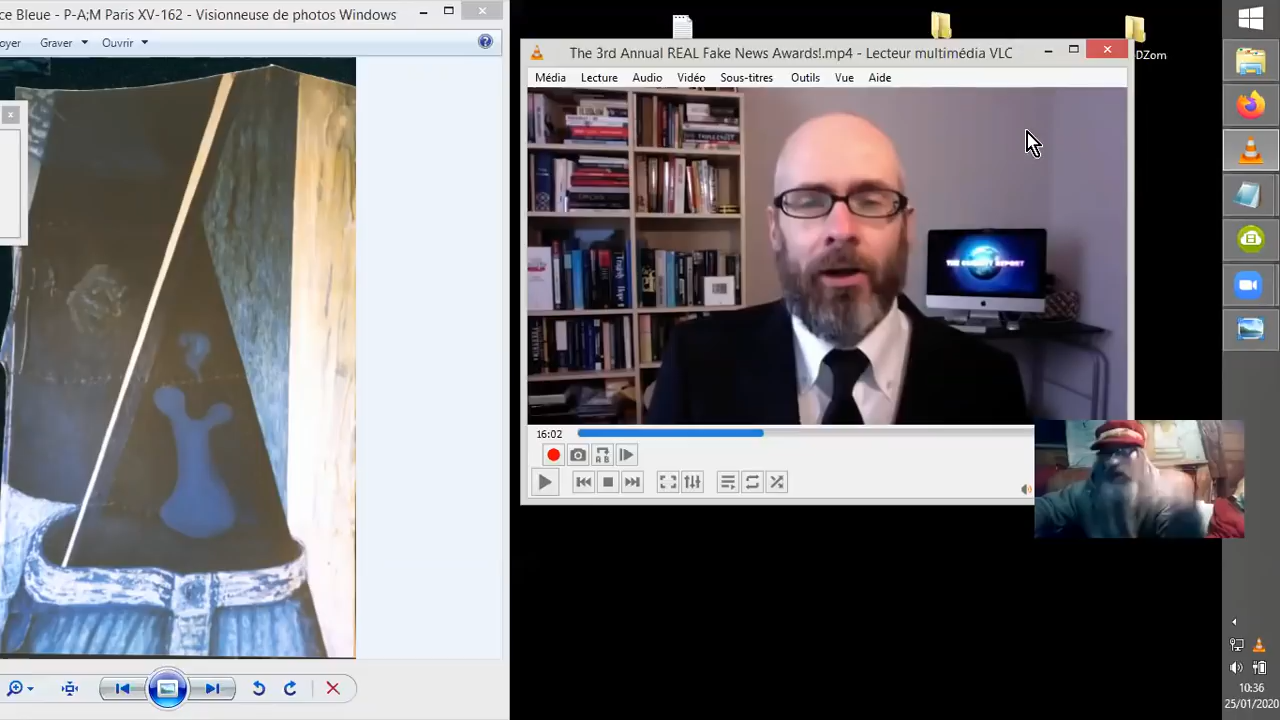 ce Bleue - P-A;M Paris XV-162 - Visionneuse de photos Windows
oyer Graver Ouvrir
DZom
The 3rd Annual REAL Fake News Awards!.mp4 - Lecteur multimédia VLC
Média Lecture Audio Vidéo Sous-titres Outils Vue Aide
THE CORBETT REPORT
16:02
A B
10:36
25/01/2020